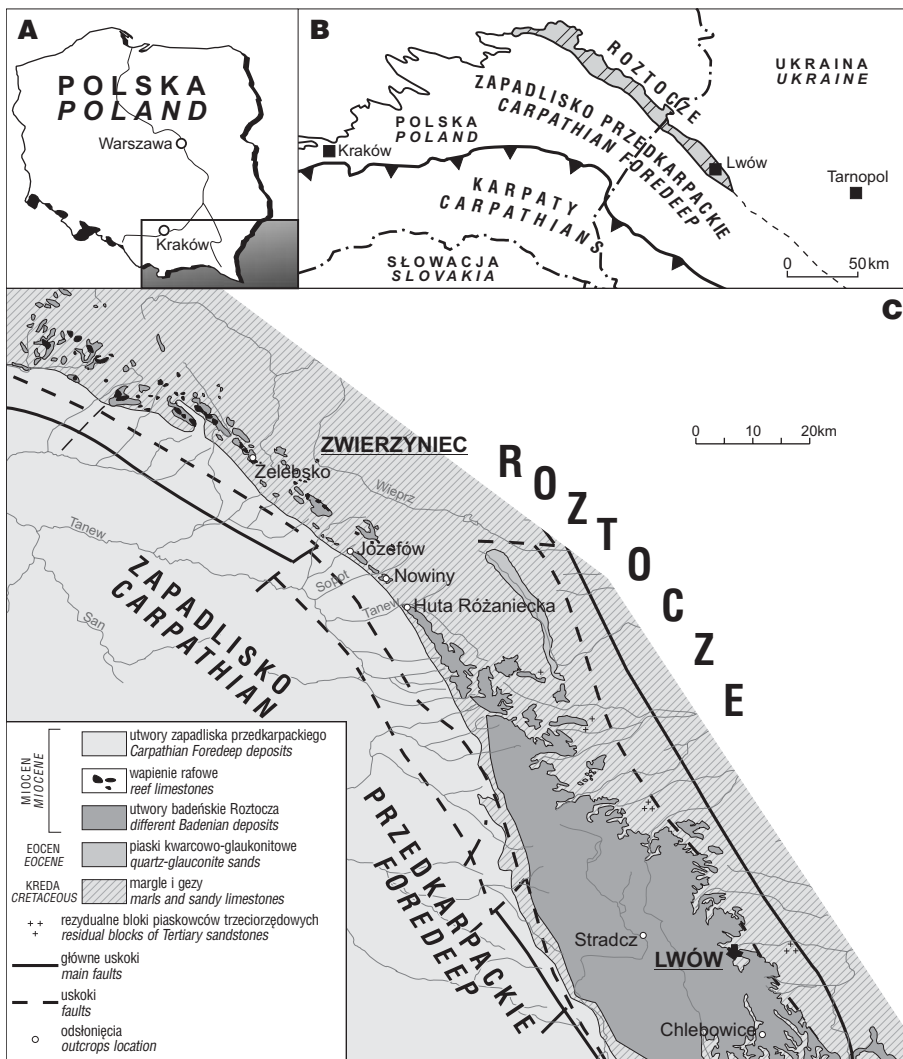 A
POLSKA
POLAND
Warszawa
Kraków
B
ROZTOCZE
UKRAINA
UKRAINE
ZAPADLISKO PRZEDKARPACKIE
CARPATHIAN FOREDEEP
POLSKA
POLAND
Kraków
Lwów
Tarnopol
KARPATY
CARPATHIANS
SŁOWACJA
SLOVAKIA
0 50 km
C
0 10 20km
ROZTOCZE
ZWIERZYNIEC
Żelebsko
Wieprz
Tanew
Józefów
Sopot
Nowiny
Tanew
Huta Różaniecka
San
ZAPADLISKO
CARPATHIAN
PRZEDKARPACKIE
FOREDEEP
Stradcz
LWÓW
Chlebowice
MIOCEN
MIOCENE
utwory zapadliska przedkarpackiego
Carpathian Foredeep deposits
wapienie rafowe
reef limestones
utwory badeńskie Roztocza
different Badenian deposits
EOCEN
EOCENE
piaski kwarcowo-glaukonitowe
quartz-glauconite sands
KREDA
CRETACEOUS
margle i gezy
marls and sandy limestones
rezydualne bloki piaskowców trzeciorzędowych
residual blocks of Tertiary sandstones
główne uskoki
main faults
uskoki
faults
odsłonięcia
outcrops location